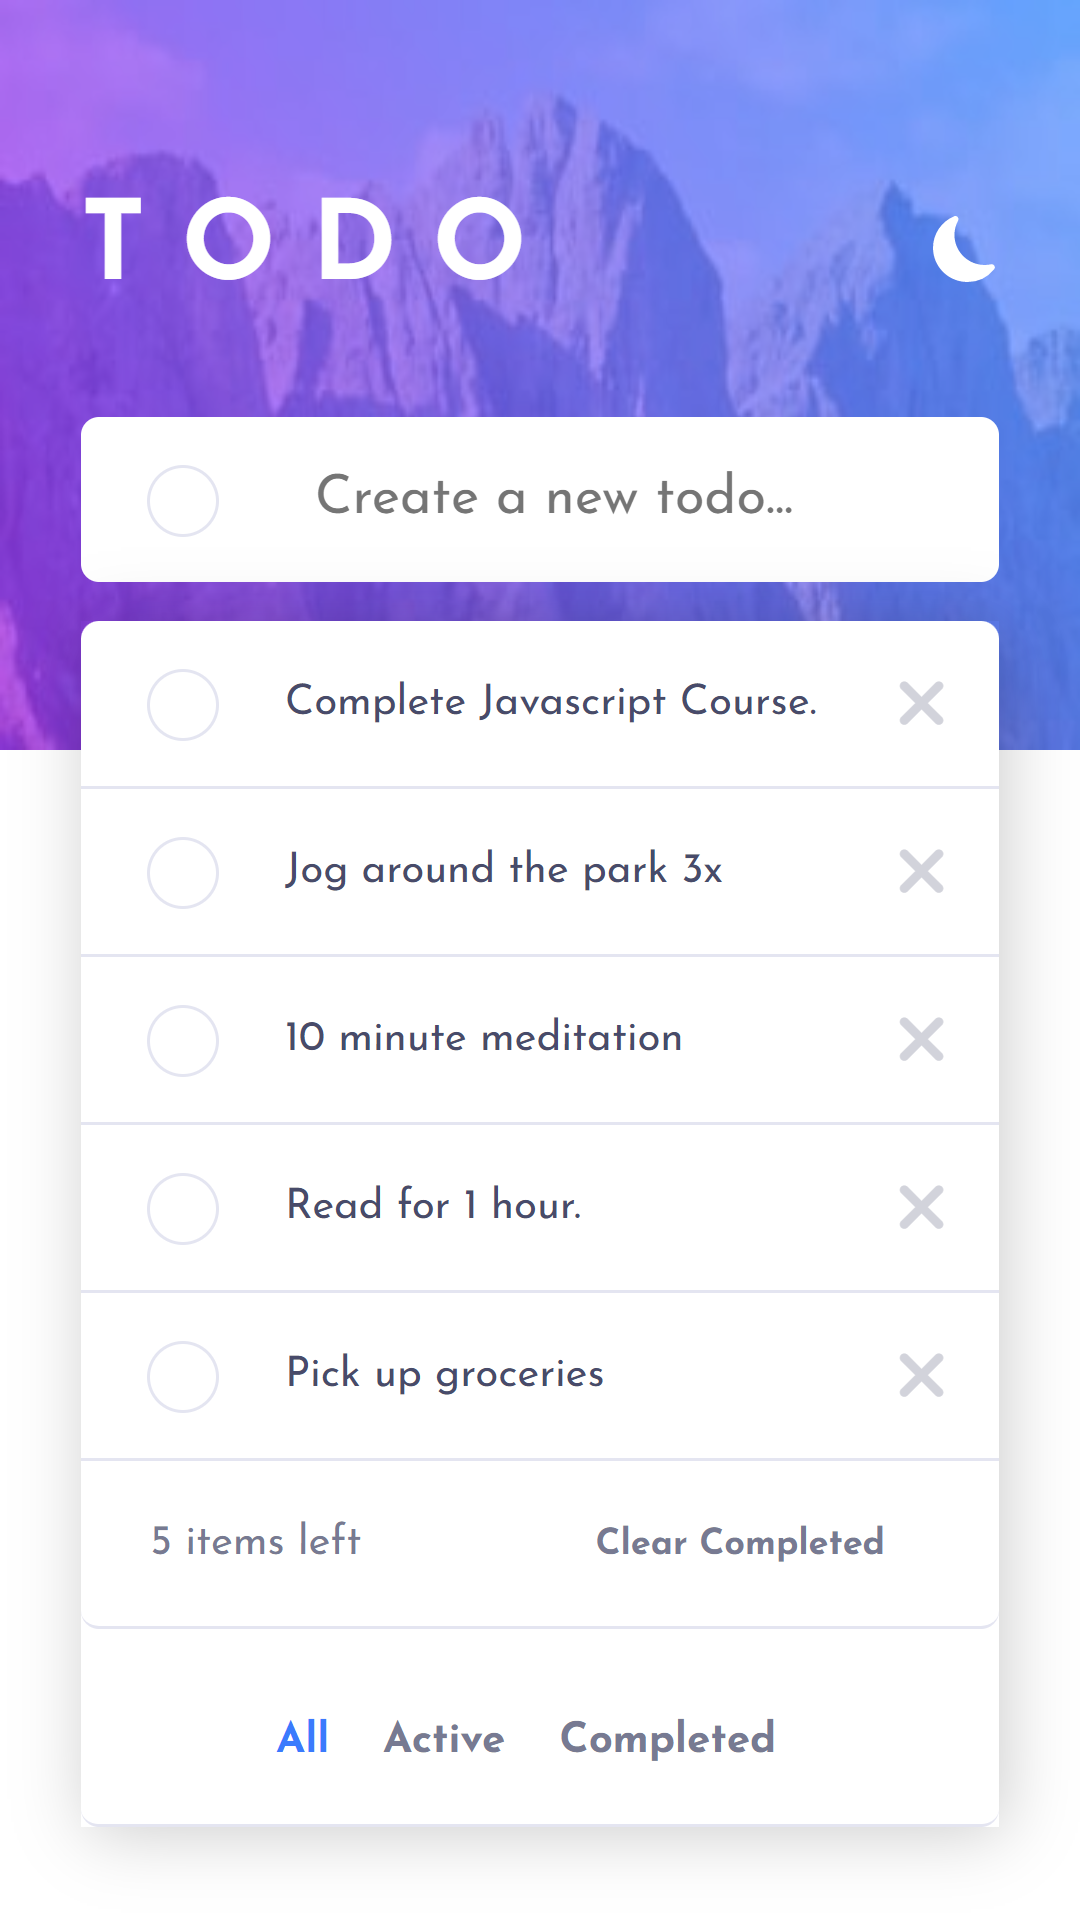 TODO
Create a new todo...
Complete Javascript Course.
Jog around the park 3x
10 minute meditation
Read for 1 hour.
Pick up groceries
5 items left Clear Completed
All Active Completed